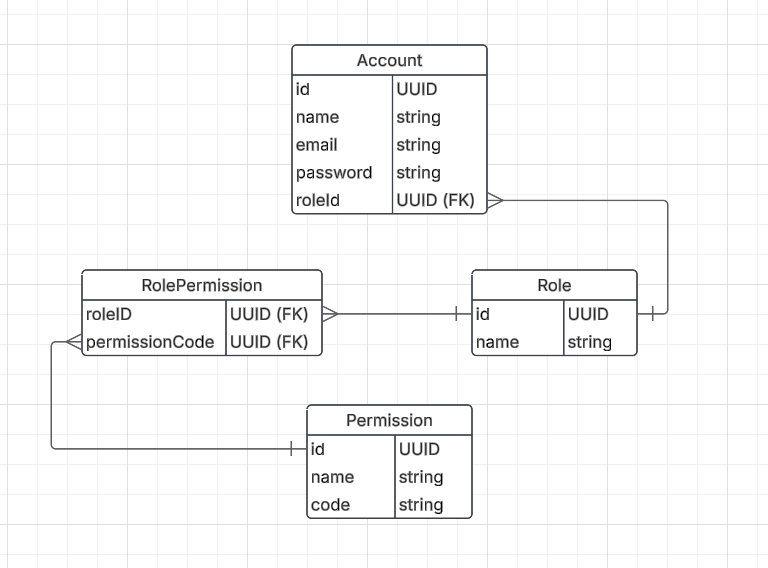 Account
id UUID
name string
email string
password string
roleId UUID (FK)
RolePermission
roleID UUID (FK)
permissionCode UUID (FK)
Role
id UUID
name string
Permission
id UUID
name string
code string